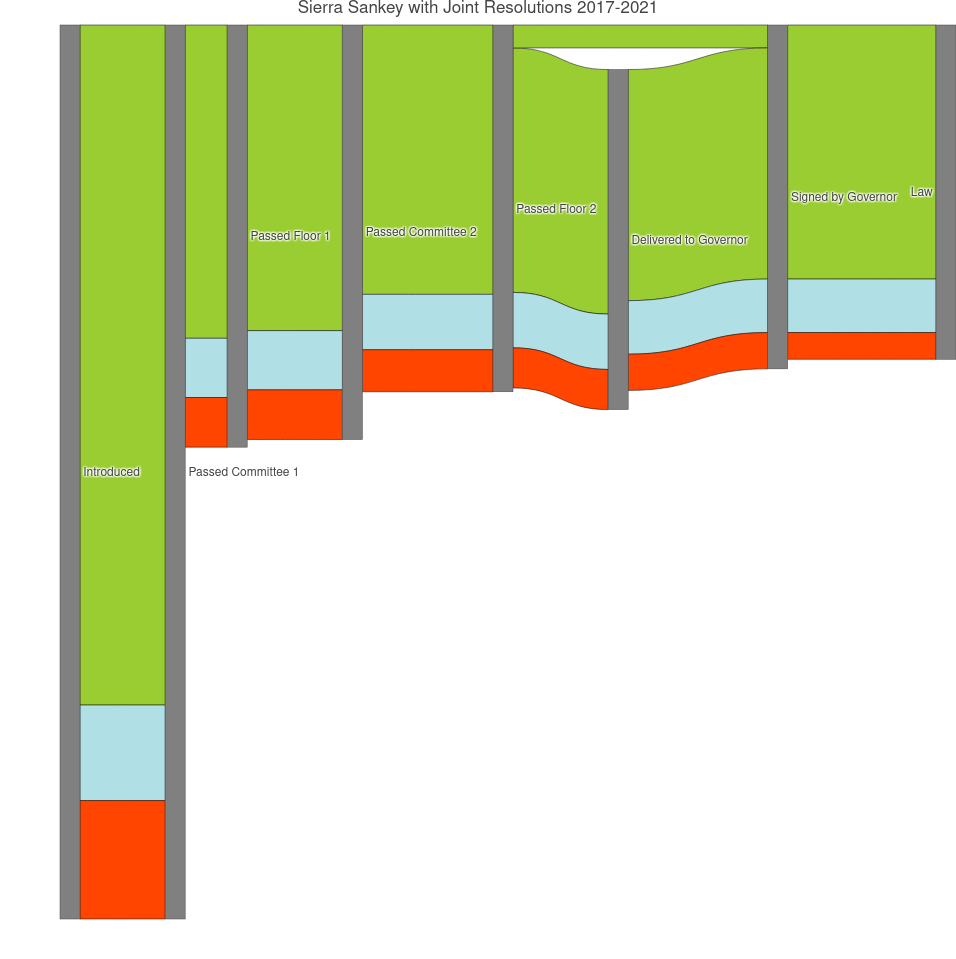 Sierra Sankey with Joint Resolutions 2017-2021
Introduced
Passed Committee 1
Passed Floor 1
Passed Committee 2
Passed Floor 2
Delivered to Governor
Signed by Governor
Law